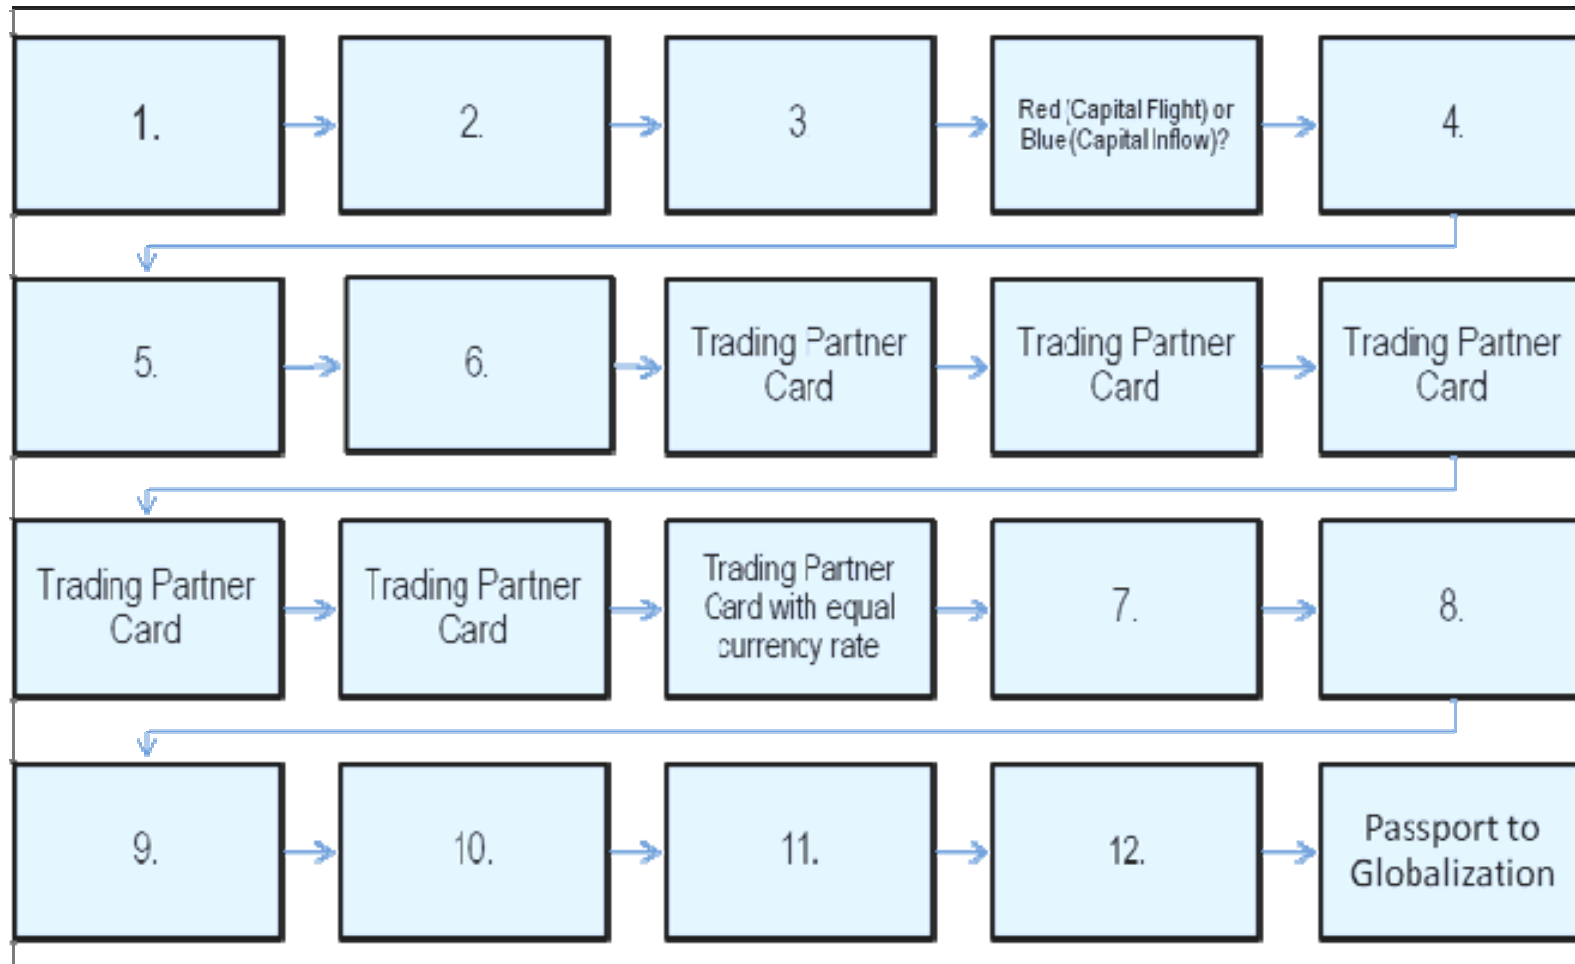 1.
2.
3
Red (Capital Flight) or
Blue (Capital Inflow)?
4.
5.
6.
Trading Partner
Card
Trading Partner
Card
Trading Partner
Card
Trading Partner
Card
Trading Partner
Card
Trading Partner
Card with equal
currency rate
7.
8.
9.
10.
11.
12.
Passport to
Globalization